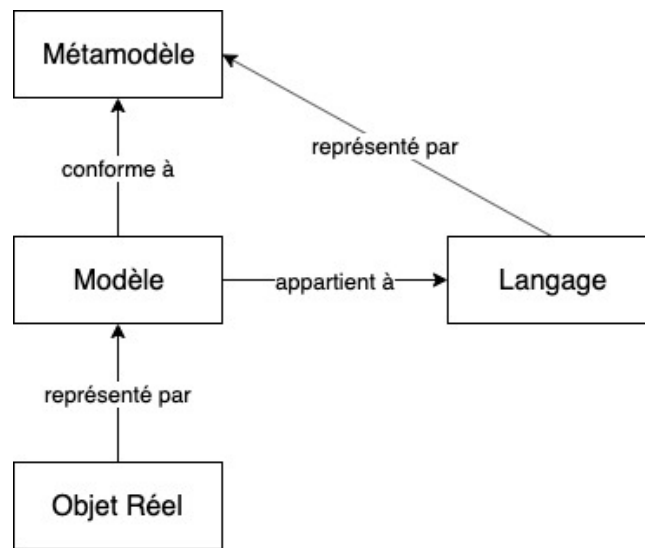 Métamodèle
représenté par
conforme à
Modèle
appartient à
Langage
représenté par
Objet Réel